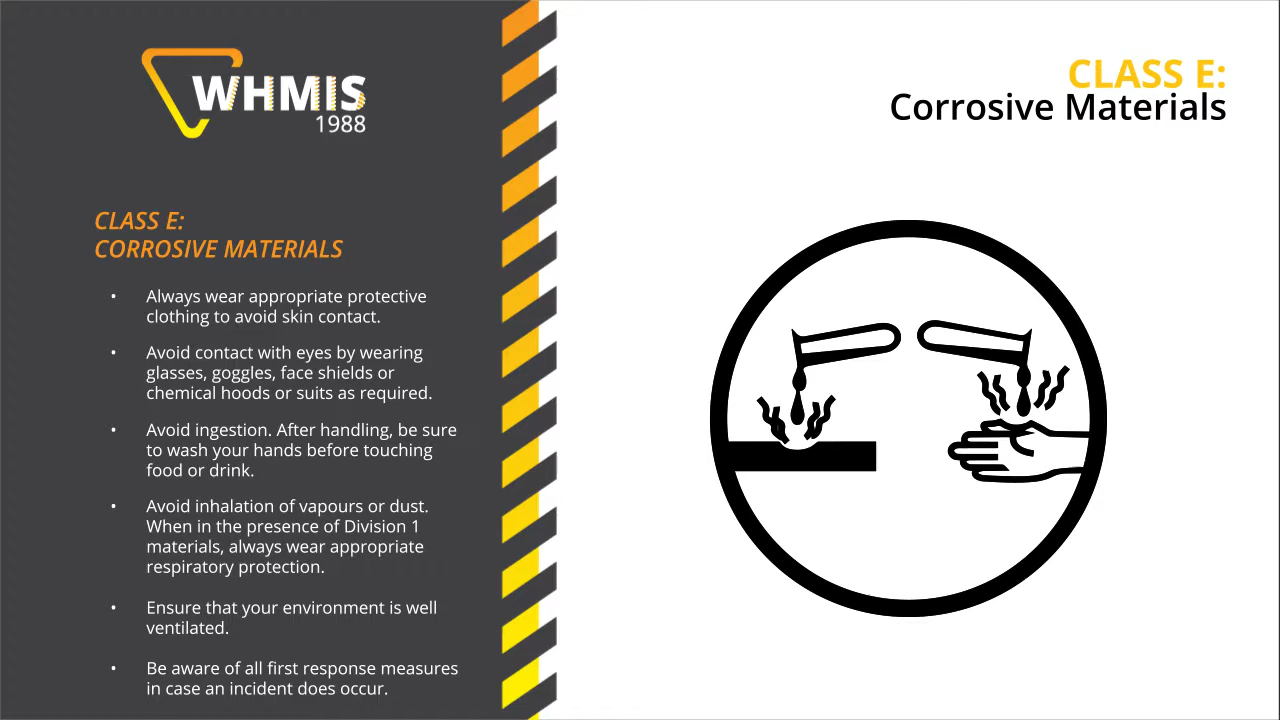 WHMIS
1988
CLASS E:
CORROSIVE MATERIALS
• Always wear appropriate protective
clothing to avoid skin contact.
• Avoid contact with eyes by wearing
glasses, goggles, face shields or
chemical hoods or suits as required.
• Avoid ingestion. After handling, be sure
to wash your hands before touching
food or drink.
• Avoid inhalation of vapours or dust.
When in the presence of Division 1
materials, always wear appropriate
respiratory protection.
• Ensure that your environment is well
ventilated.
• Be aware of all first response measures
in case an incident does occur.
CLASS E:
Corrosive Materials